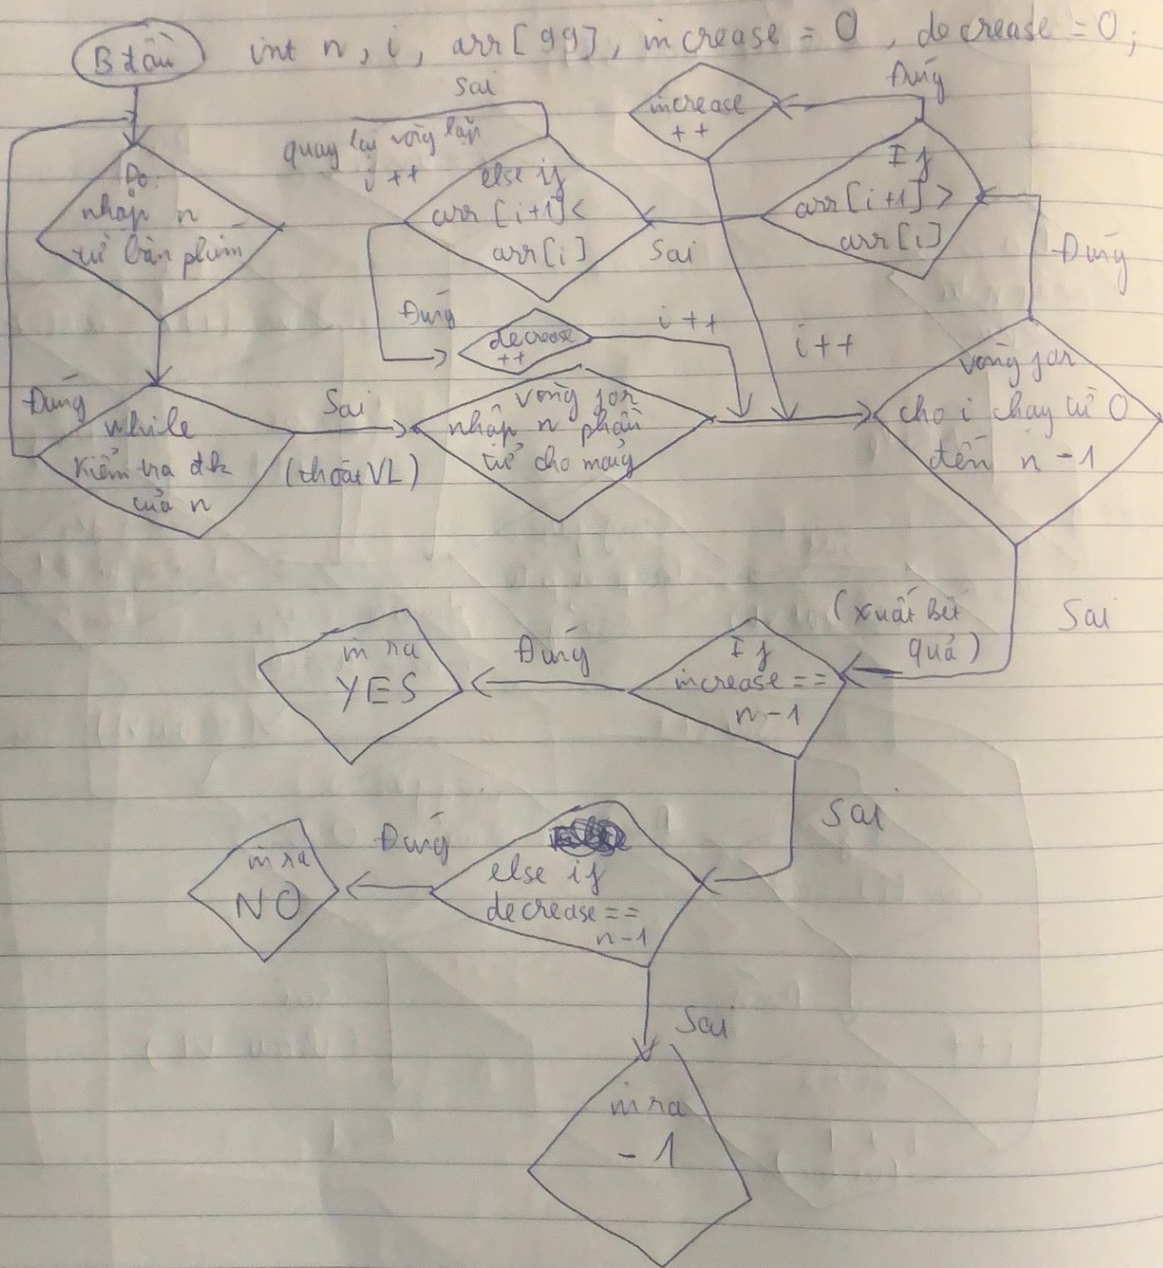 B đầu
int n, i, arr[99], increase = 0, decrease = 0;
Sai
quay lại vòng lặp
i++
else if
arr[i+1]<
arr[i]
increase
++
Đúng
If
arr[i+1]>
arr[i]
Sai
Đúng
Do:
nhập n
từ bàn phím
Đúng
decrease
++
i++
i++
Đúng
while
kiểm tra đk
của n
Sai
(thoát VL)
vòng for
nhập n phần
tử cho mảng
vòng for
cho i chạy từ 0
đến n-1
Sai
(xuất kết
quả)
If
increase==
n-1
Đúng
in ra
YES
Sai
else if
decrease==
n-1
Đúng
in ra
NO
Sai
in ra
-1